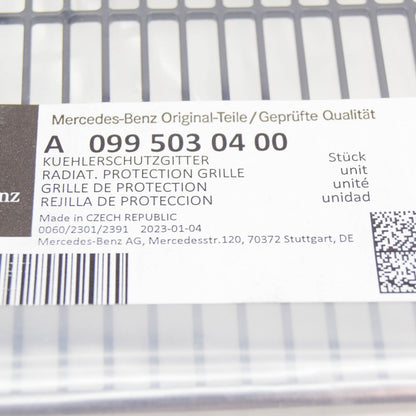 Mercedes-Benz Original-Teile/Geprüfte Qualität
A 099 503 04 00
KUEHLERSCHUTZGITTER Stück
RADIAT. PROTECTION GRILLE unit
GRILLE DE PROTECTION unité
REJILLA DE PROTECCION unidad
nz
Made in CZECH REPUBLIC
0060/2301/2391 2023-01-04
Mercedes-Benz AG, Mercedesstr.120, 70372 Stuttgart, DE